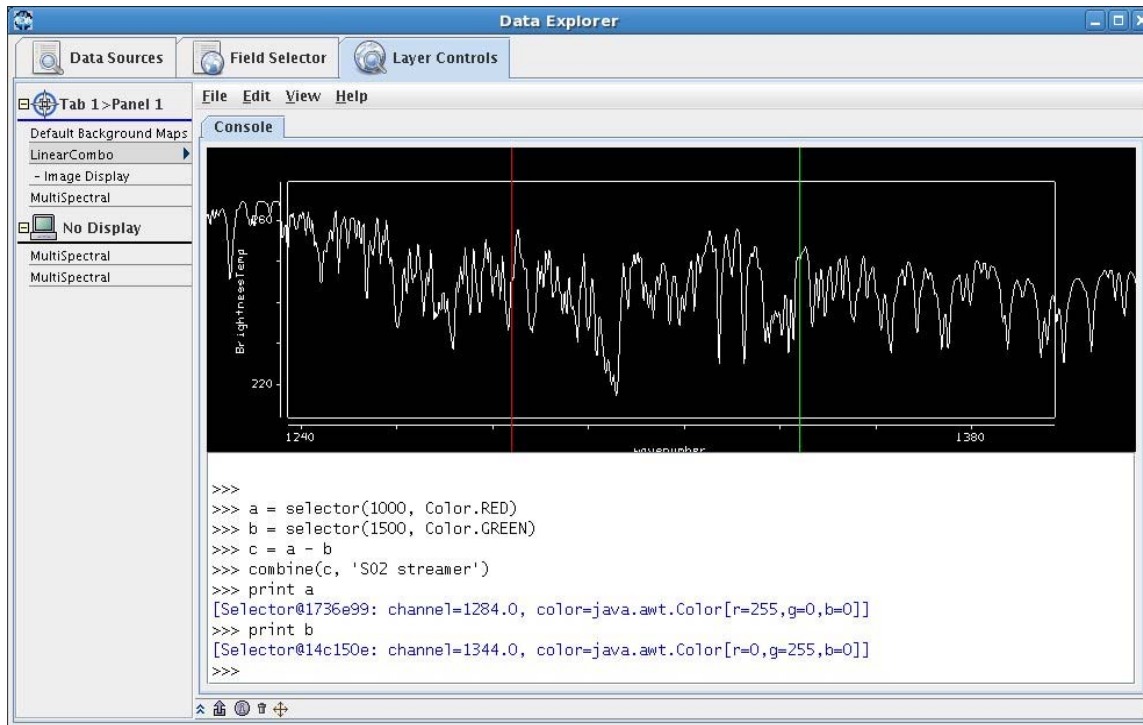 Data Explorer
Data Sources
Field Selector
Layer Controls
Tab 1>Panel 1
Default Background Maps
LinearCombo
- Image Display
MultiSpectral
No Display
MultiSpectral
MultiSpectral
File Edit View Help
Console
260
BrightnessTemp
220
1240
1380
wavenumber
>>>
>>> a = selector(1000, Color.RED)
>>> b = selector(1500, Color.GREEN)
>>> c = a - b
>>> combine(c, 'SO2 streamer')
>>> print a
[Selector@1736e99: channel=1284.0, color=java.awt.Color[r=255,g=0,b=0]]
>>> print b
[Selector@14c150e: channel=1344.0, color=java.awt.Color[r=0,g=255,b=0]]
>>>